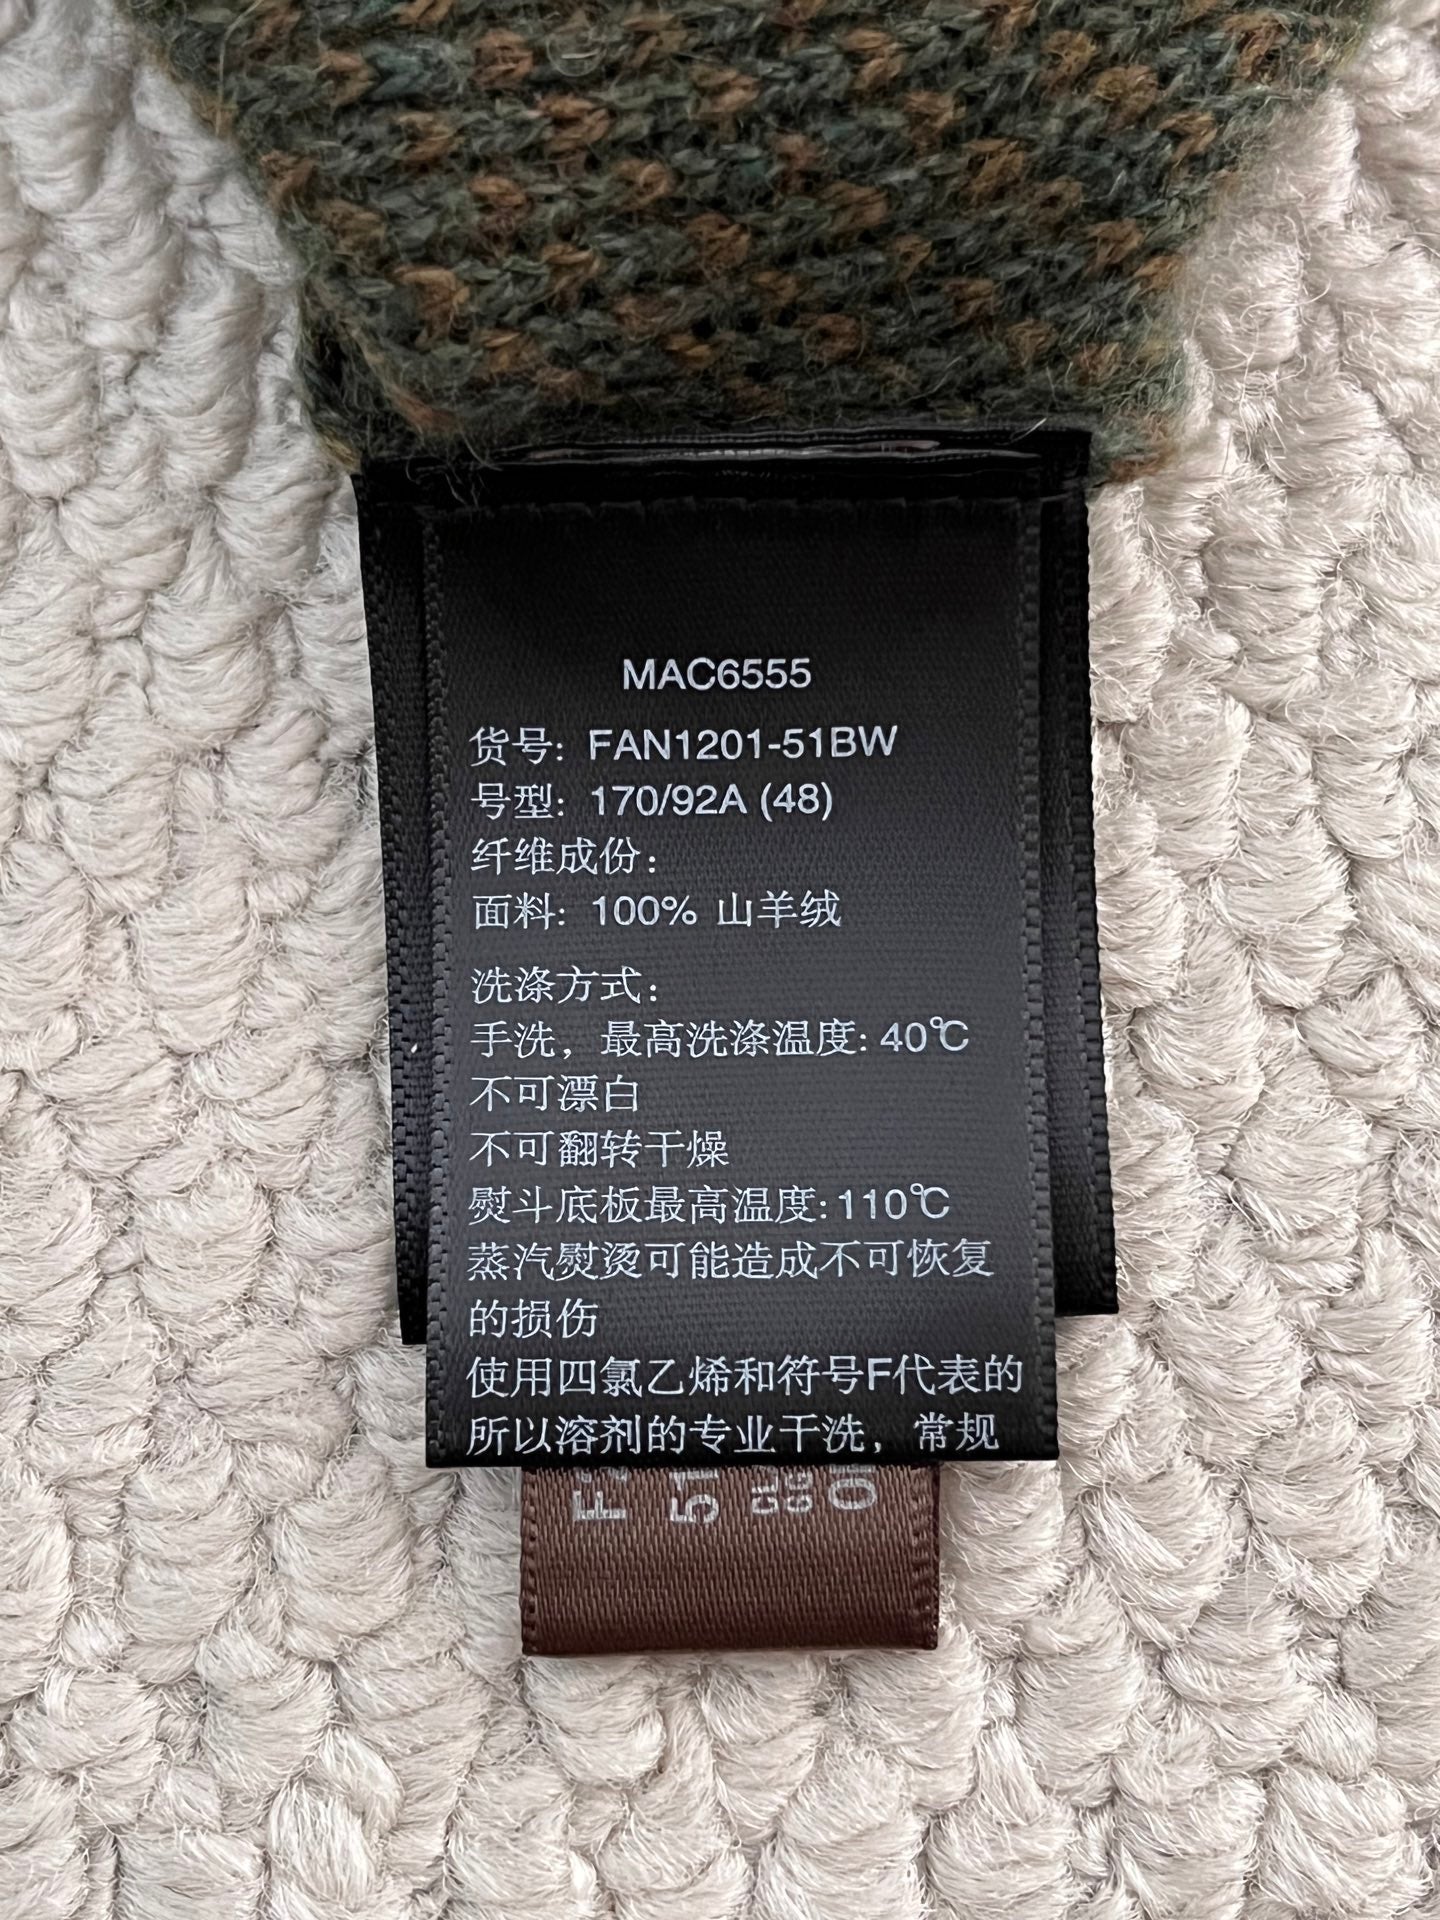 MAC6555
货号: FAN1201-51BW
号型: 170/92A (48)
纤维成份：
面料: 100% 山羊绒
洗涤方式：
手洗，最高洗涤温度: 40℃
不可漂白
不可翻转干燥
熨斗底板最高温度: 110℃
蒸汽熨烫可能造成不可恢复
的损伤
使用四氯乙烯和符号F代表的
所以溶剂的专业干洗，常规